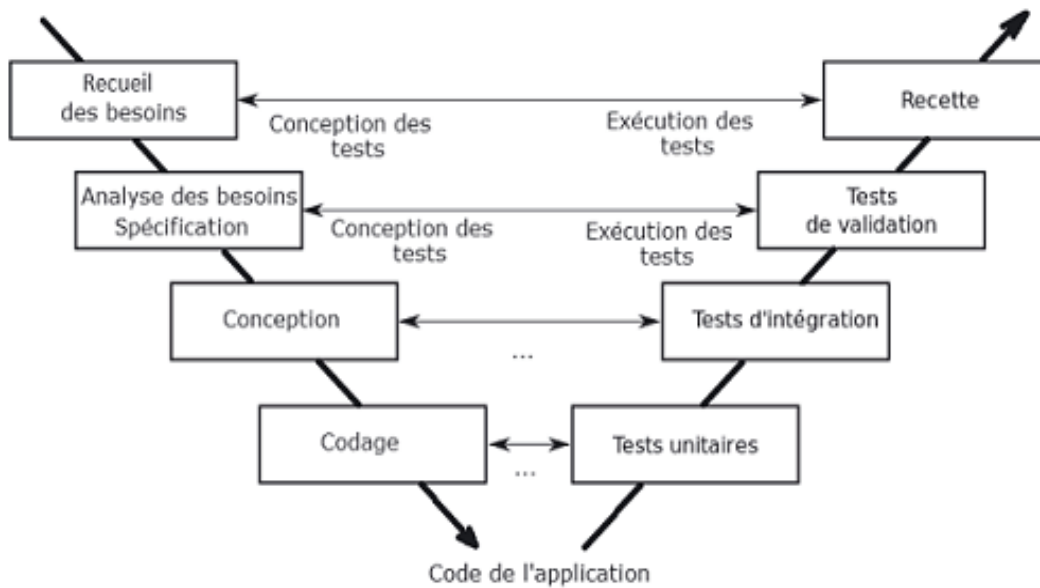 Recueil
des besoins
Recette
Conception des
tests
Exécution des
tests
Analyse des besoins
Spécification
Tests
de validation
Conception des
tests
Exécution des
tests
Conception
Tests d'intégration
...
Codage
Tests unitaires
...
Code de l'application